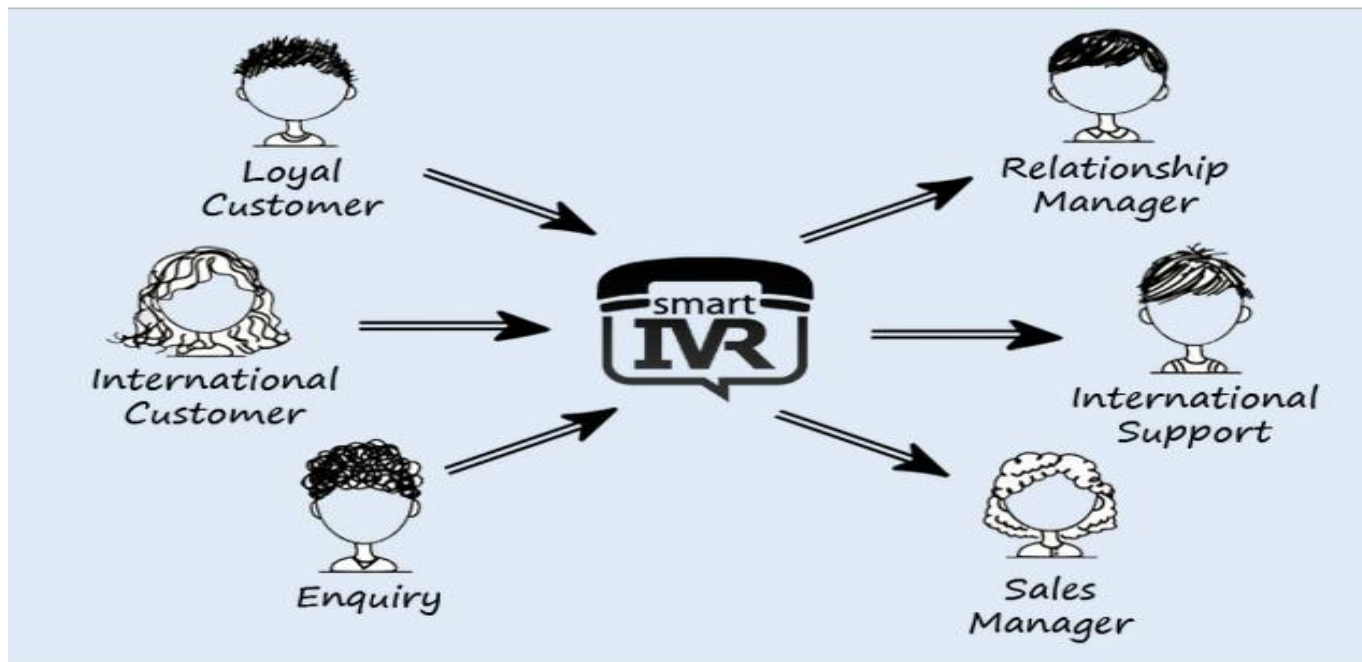 Loyal
Customer
International
Customer
Enquiry
smart
IVR
Relationship
Manager
International
Support
Sales
Manager